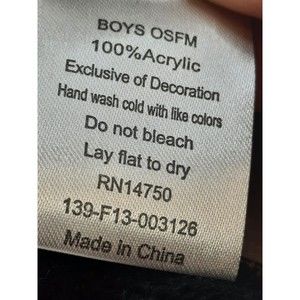 BOYS OSFM
100%Acrylic
Exclusive of Decoration
Hand wash cold with like colors
Do not bleach
Lay flat to dry
RN14750
139-F13-003126
Made in China